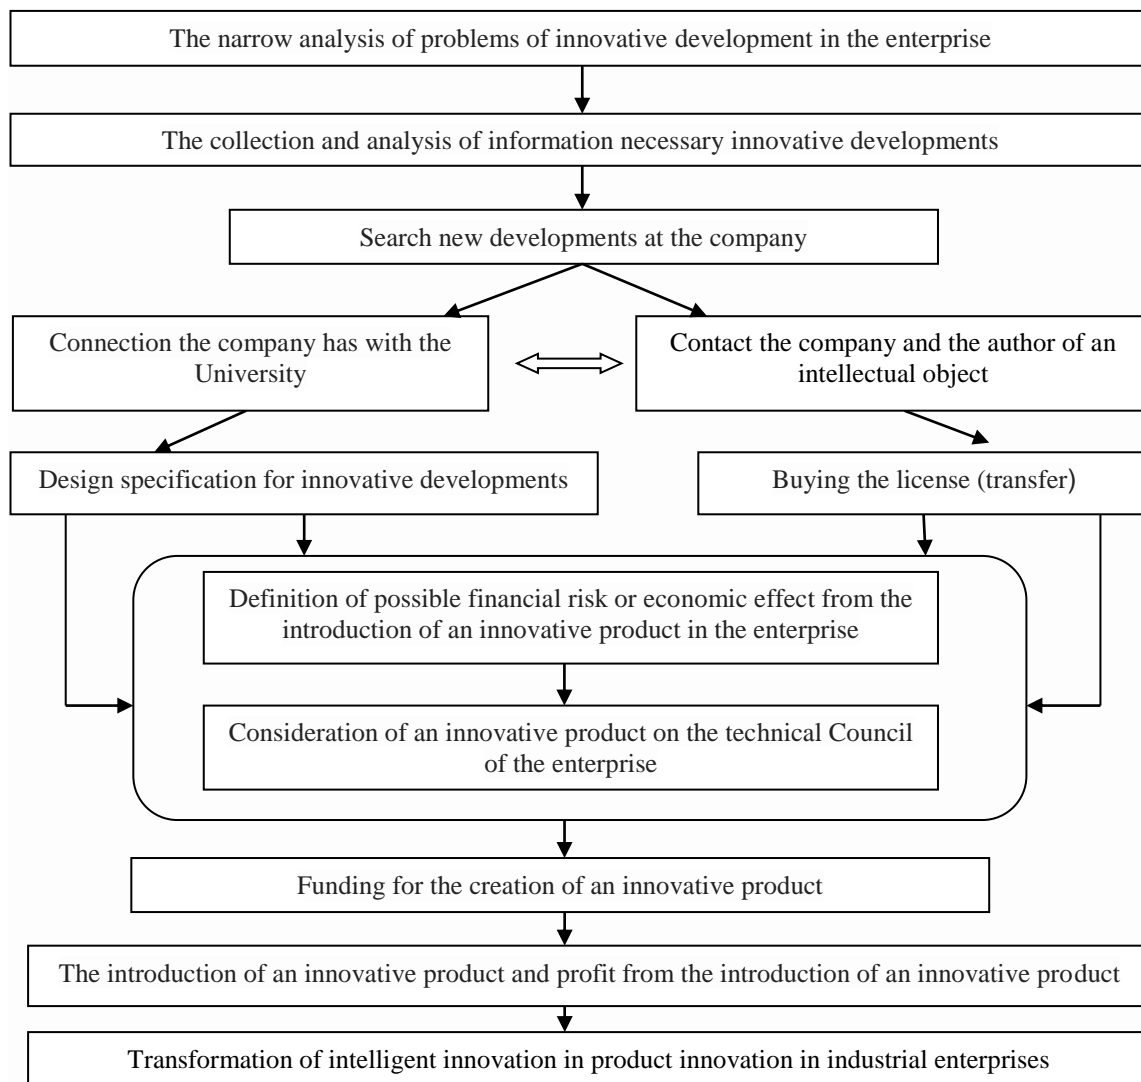 The narrow analysis of problems of innovative development in the enterprise
The collection and analysis of information necessary innovative developments
Search new developments at the company
Connection the company has with the
University
Contact the company and the author of an
intellectual object
Design specification for innovative developments
Buying the license (transfer)
Definition of possible financial risk or economic effect from the
introduction of an innovative product in the enterprise
Consideration of an innovative product on the technical Council
of the enterprise
Funding for the creation of an innovative product
The introduction of an innovative product and profit from the introduction of an innovative product
Transformation of intelligent innovation in product innovation in industrial enterprises